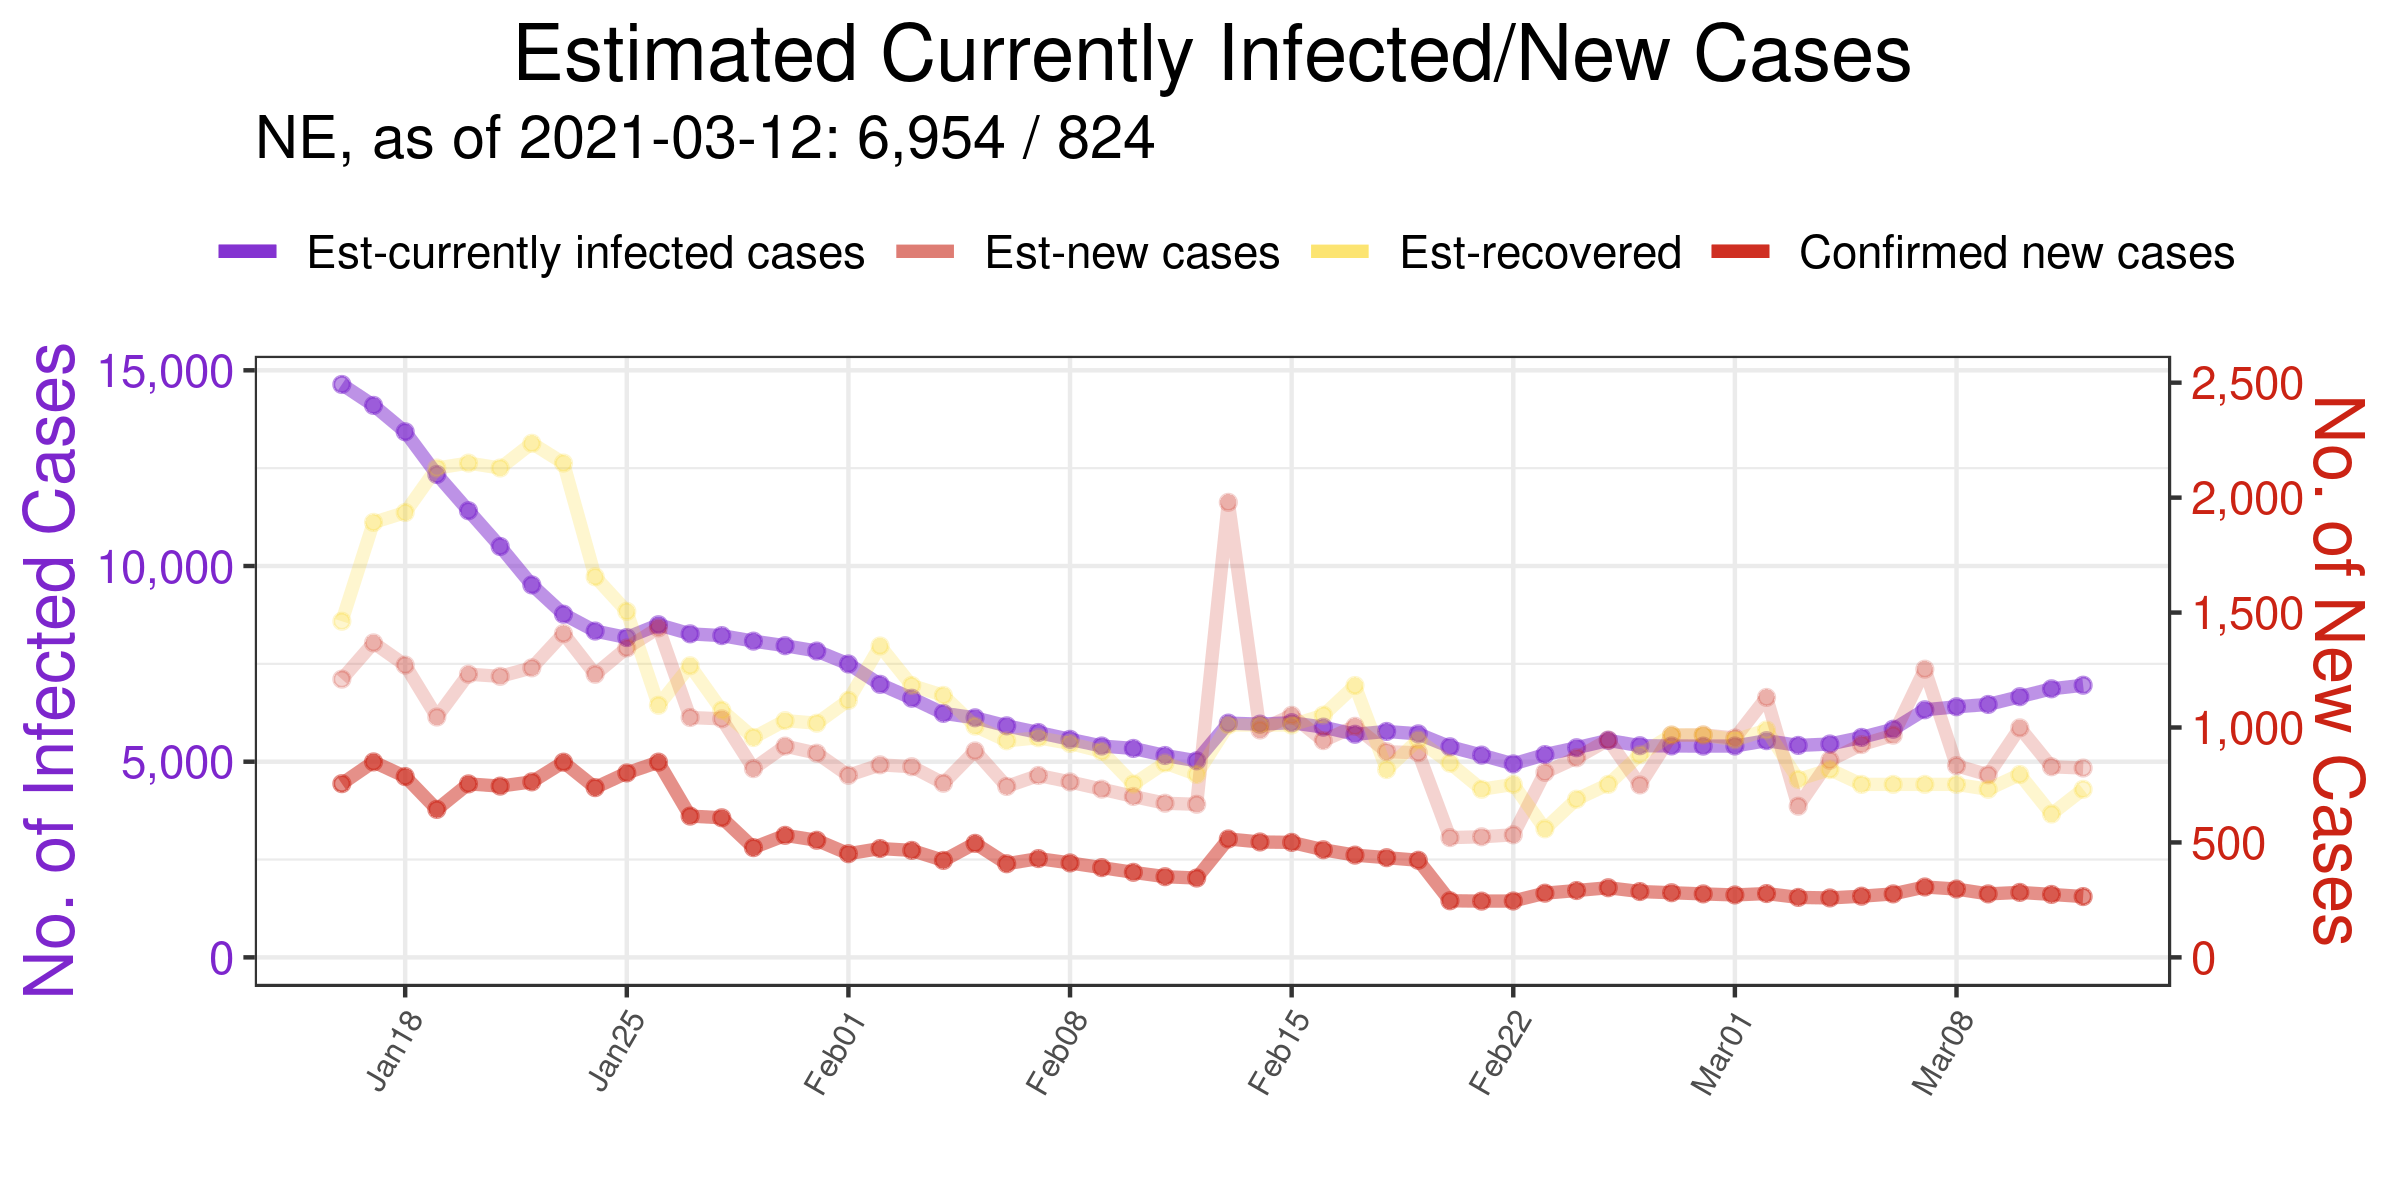 Estimated Currently Infected/New Cases
NE, as of 2021-03-12: 6,954 / 824
Est-currently infected cases Est-new cases Est-recovered Confirmed new cases
No. of Infected Cases
15,000
10,000
5,000
0
2,500
2,000
1,500
1,000
500
0
No. of New Cases
Jan18 Jan25 Feb01 Feb08 Feb15 Feb22 Mar01 Mar08